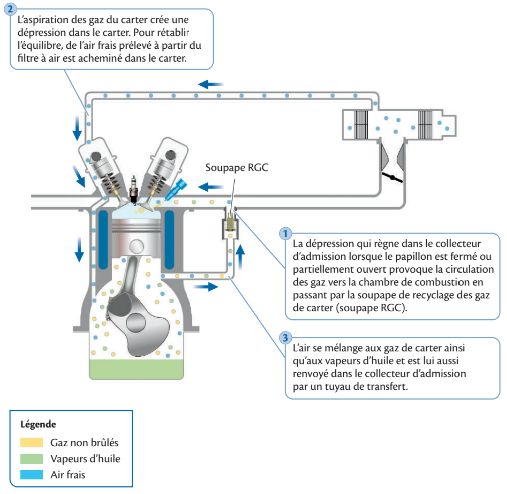 2
L'aspiration des gaz du carter crée une
dépression dans le carter. Pour rétablir
l'équilibre, de l'air frais prélevé à partir du
filtre à air est acheminé dans le carter.
Soupape RGC
1
La dépression qui règne dans le collecteur
d'admission lorsque le papillon est fermé ou
partiellement ouvert provoque la circulation
des gaz vers la chambre de combustion en
passant par la soupape de recyclage des gaz
de carter (soupape RGC).
3
L'air se mélange aux gaz de carter ainsi
qu'aux vapeurs d'huile et est lui aussi
renvoyé dans le collecteur d'admission
par un tuyau de transfert.
Légende
Gaz non brûlés
Vapeurs d'huile
Air frais